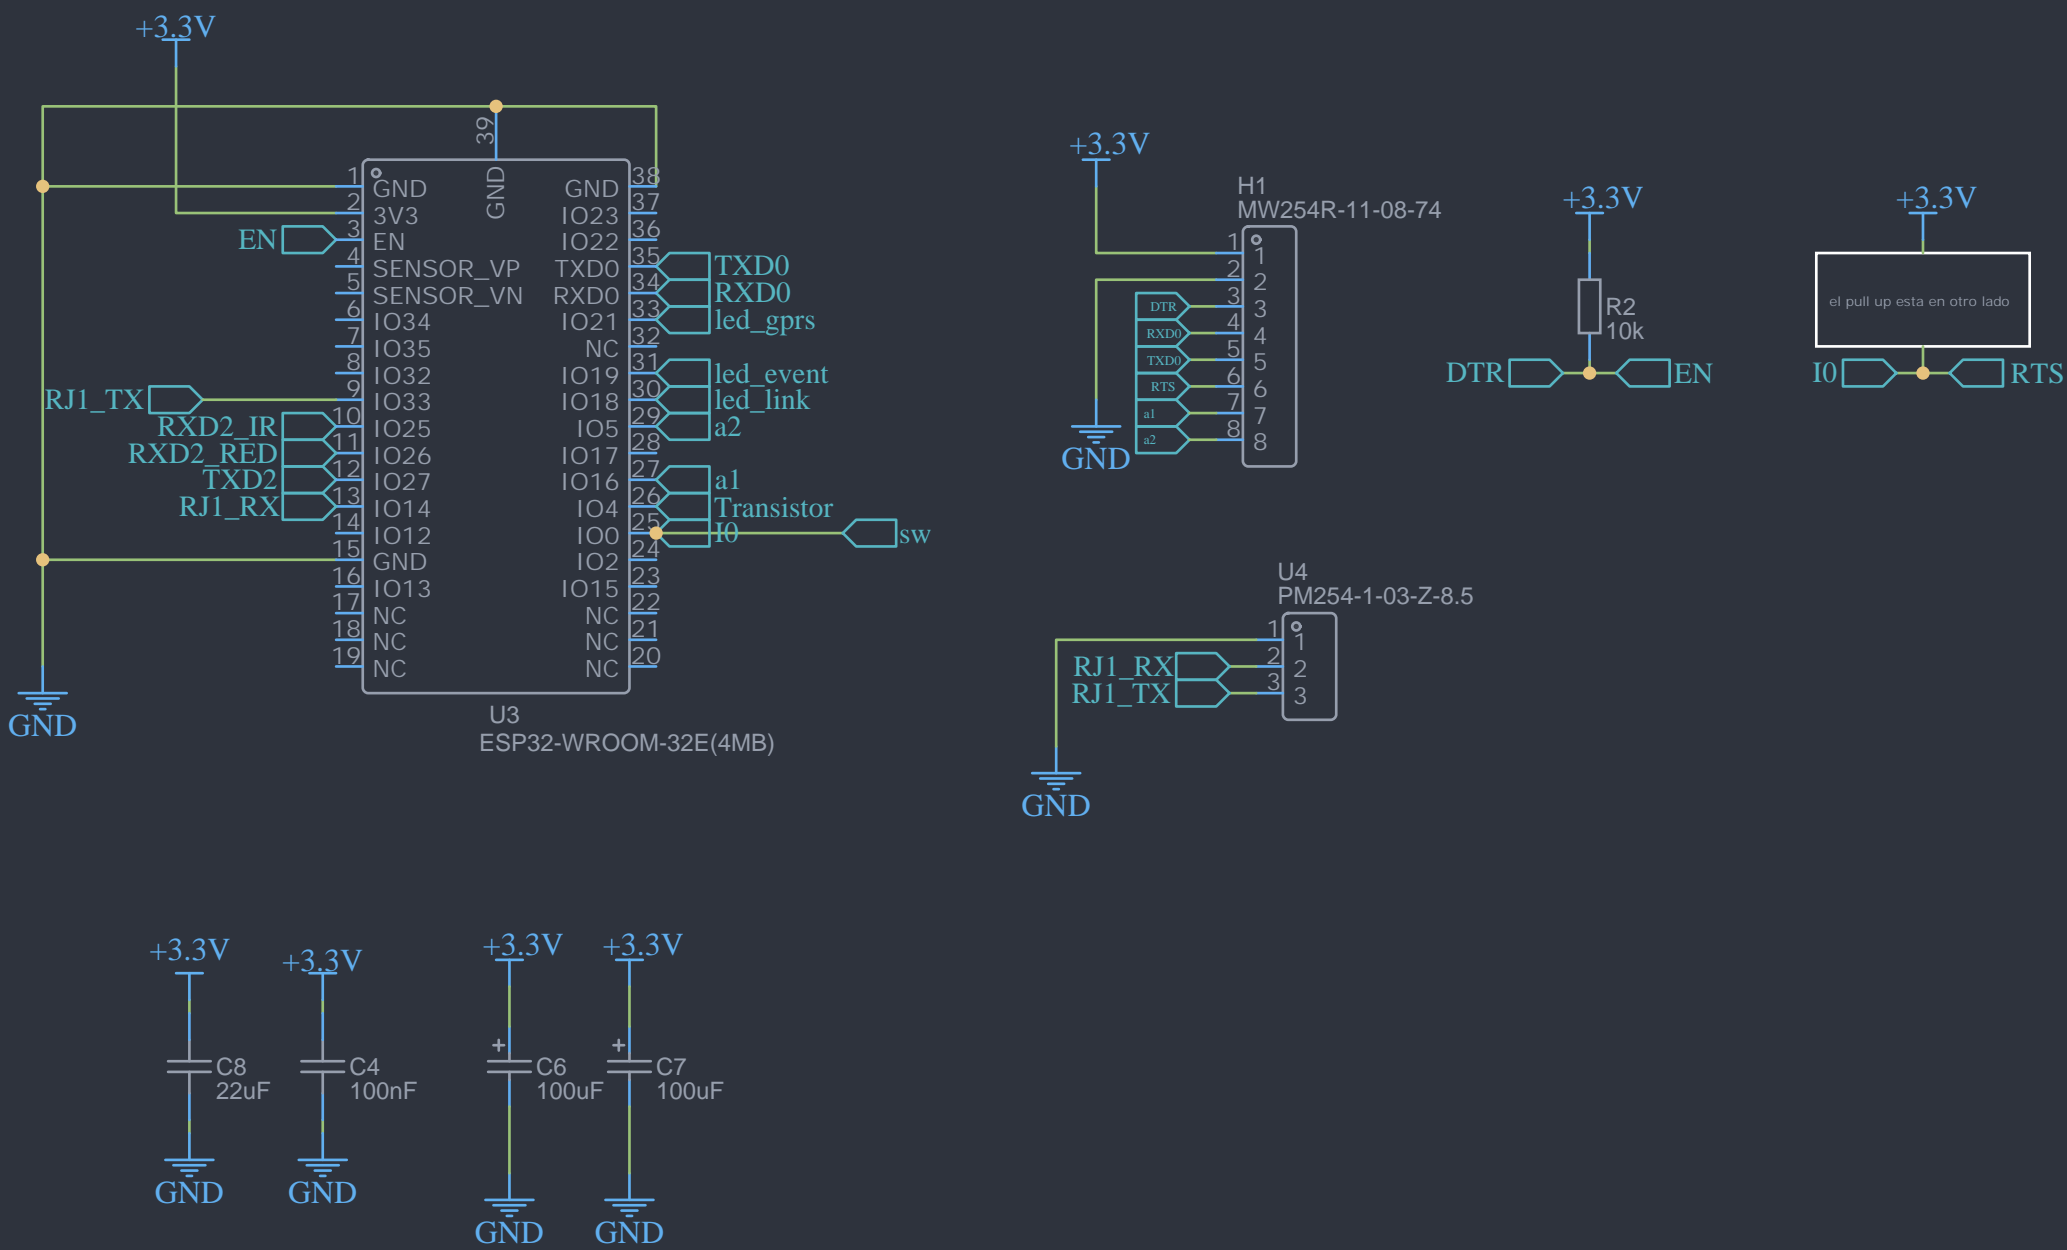 +3.3V
39
GND
1 GND GND 38
2 3V3 IO23 37
EN 3 EN IO22 36
4 SENSOR_VP TXD0 35 TXD0
5 SENSOR_VN RXD0 34 RXD0
6 IO34 IO21 33 led_gprs
7 IO35 NC 32
8 IO32 IO19 31 led_event
RJ1_TX 9 IO33 IO18 30 led_link
RXD2_IR 10 IO25 IO5 29 a2
RXD2_RED 11 IO26 IO17 28
TXD2 12 IO27 IO16 27 a1
RJ1_RX 13 IO14 IO4 26 Transistor
14 IO12 IO0 25 I0 sw
15 GND IO2 24
16 IO13 IO15 23
17 NC NC 22
18 NC NC 21
19 NC NC 20
GND
U3
ESP32-WROOM-32E(4MB)
+3.3V
H1
MW254R-11-08-74
1 1
2 2
DTR 3 3
RXD0 4 4
TXD0 5 5
RTS 6 6
a1 7 7
a2 8 8
GND
+3.3V
R2
10k
DTR EN
+3.3V
el pull up esta en otro lado
I0 RTS
U4
PM254-1-03-Z-8.5
1 1
RJ1_RX 2 2
RJ1_TX 3 3
GND
+3.3V
C8
22uF
GND
+3.3V
C4
100nF
GND
+3.3V
+
C6
100uF
GND
+3.3V
+
C7
100uF
GND